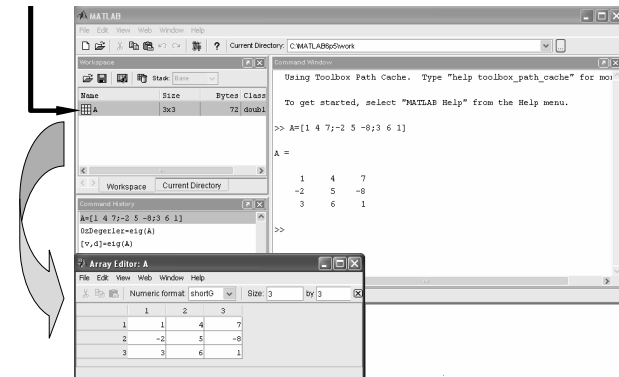 MATLAB
File Edit View Web Window Help
? Current Directory: C:\MATLAB6p5\work
Workspace
Stack: Base
Name Size Bytes Class
A 3x3 72 doubl
Workspace Current Directory
Command History
A=[1 4 7;-2 5 -8;3 6 1]
OzDegerler=eig(A)
[v,d]=eig(A)
Command Window
Using Toolbox Path Cache. Type "help toolbox_path_cache" for mor
To get started, select "MATLAB Help" from the Help menu.
>> A=[1 4 7;-2 5 -8;3 6 1]
A =
1 4 7
-2 5 -8
3 6 1
>>
Array Editor: A
File Edit View Web Window Help
Numeric format: shortG Size: 3 by 3
1 2 3
1 1 4 7
2 -2 5 -8
3 3 6 1